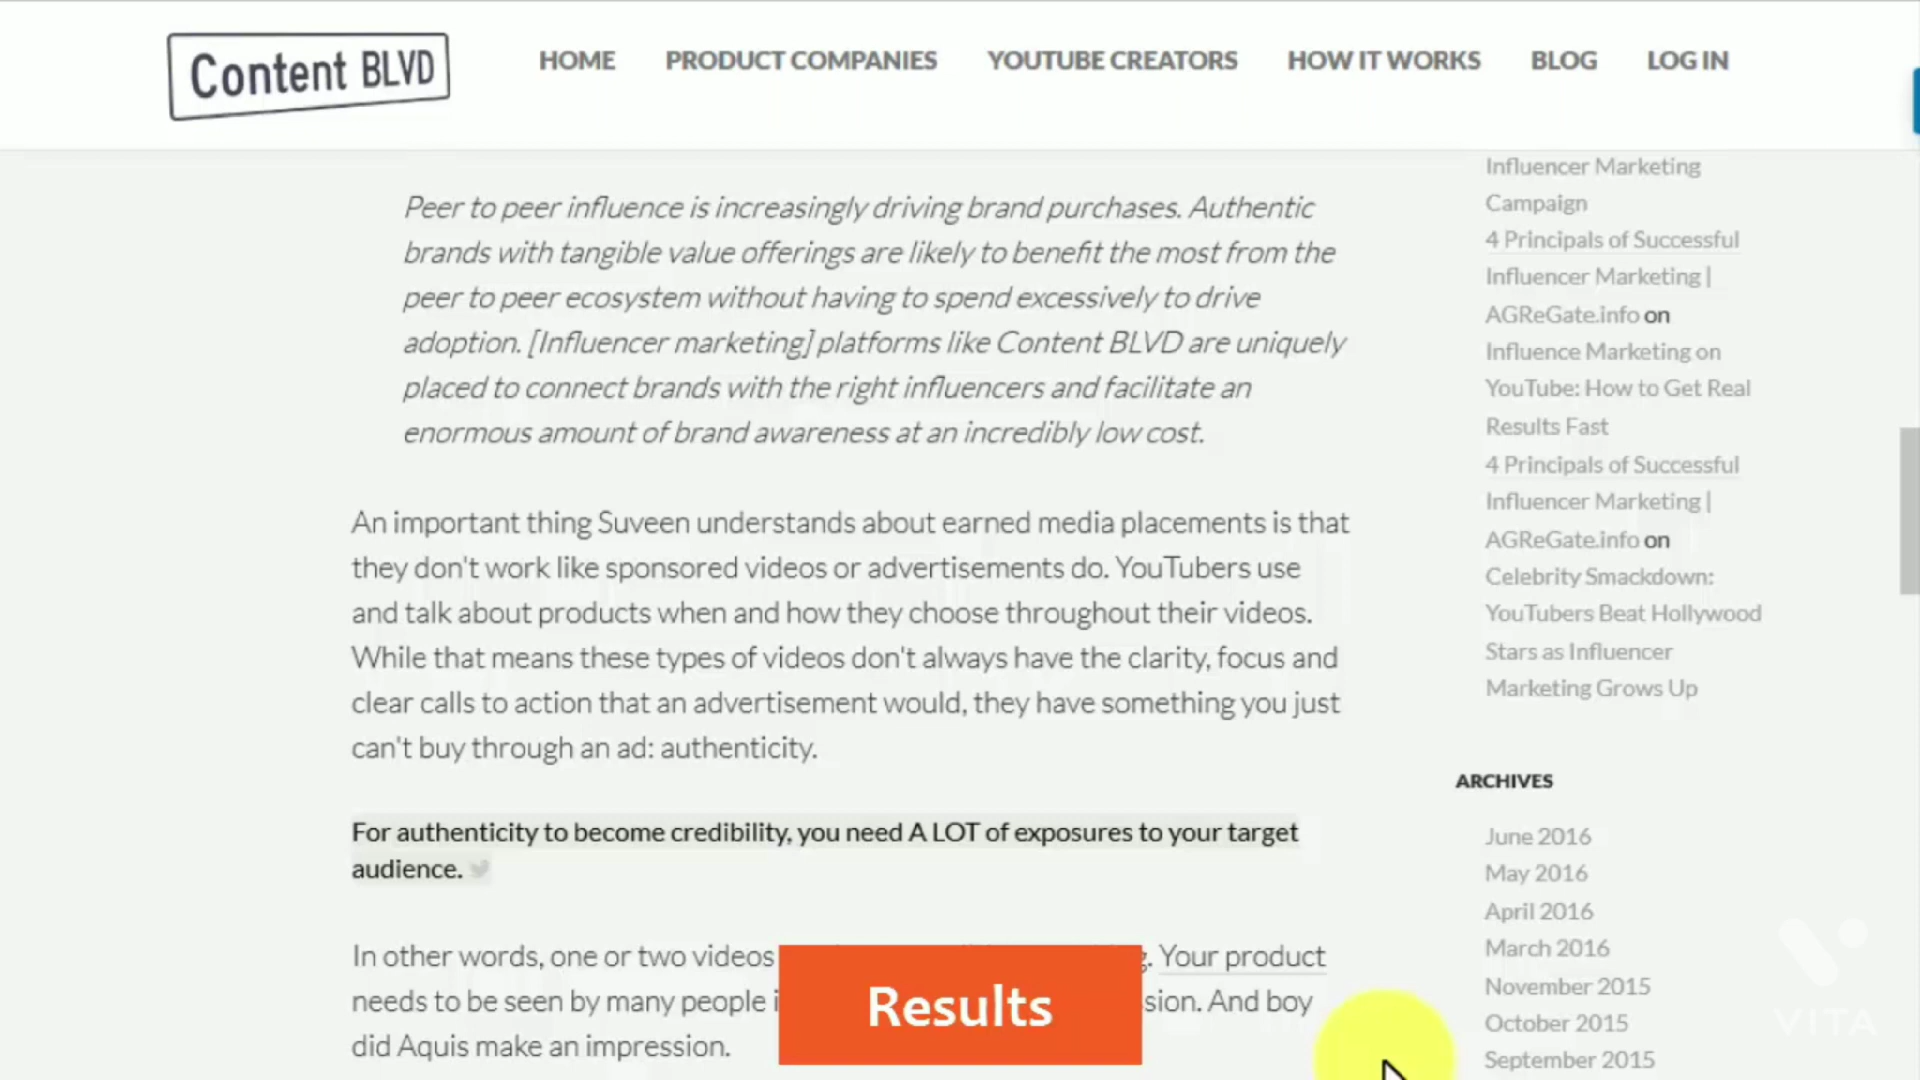 Content BLVD
HOME PRODUCT COMPANIES YOUTUBE CREATORS HOW IT WORKS BLOG LOG IN
Peer to peer influence is increasingly driving brand purchases. Authentic
brands with tangible value offerings are likely to benefit the most from the
peer to peer ecosystem without having to spend excessively to drive
adoption. [Influencer marketing] platforms like Content BLVD are uniquely
placed to connect brands with the right influencers and facilitate an
enormous amount of brand awareness at an incredibly low cost.
An important thing Suveen understands about earned media placements is that
they don't work like sponsored videos or advertisements do. YouTubers use
and talk about products when and how they choose throughout their videos.
While that means these types of videos don't always have the clarity, focus and
clear calls to action that an advertisement would, they have something you just
can't buy through an ad: authenticity.
For authenticity to become credibility, you need A LOT of exposures to your target
audience.
In other words, one or two videos . Your product
needs to be seen by many people sion. And boy
did Aquis make an impression.
Results
Influencer Marketing
Campaign
4 Principals of Successful
Influencer Marketing |
AGReGate.info on
Influence Marketing on
YouTube: How to Get Real
Results Fast
4 Principals of Successful
Influencer Marketing |
AGReGate.info on
Celebrity Smackdown:
YouTubers Beat Hollywood
Stars as Influencer
Marketing Grows Up
ARCHIVES
June 2016
May 2016
April 2016
March 2016
November 2015
October 2015
September 2015
VITA